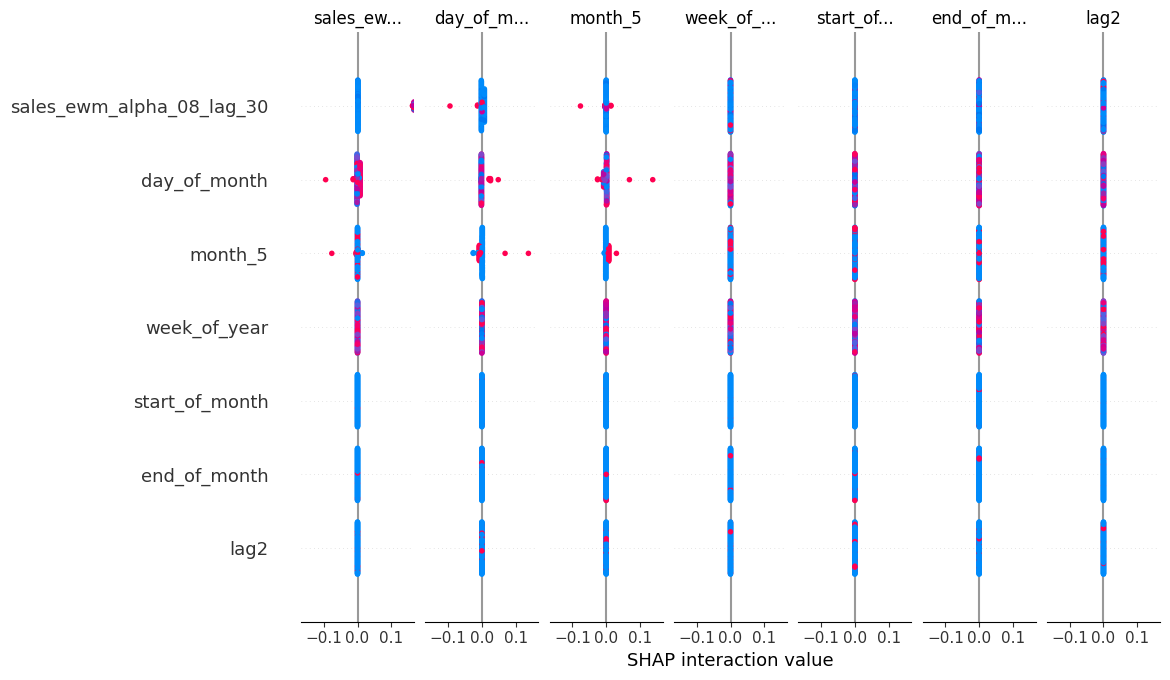 sales_ew... day_of_m... month_5 week_of_... start_of... end_of_m... lag2
sales_ewm_alpha_08_lag_30
day_of_month
month_5
week_of_year
start_of_month
end_of_month
lag2
−0.1 0.0 0.1 −0.1 0.0 0.1 −0.1 0.0 0.1 −0.1 0.0 0.1 −0.1 0.0 0.1 −0.1 0.0 0.1 −0.1 0.0 0.1
SHAP interaction value